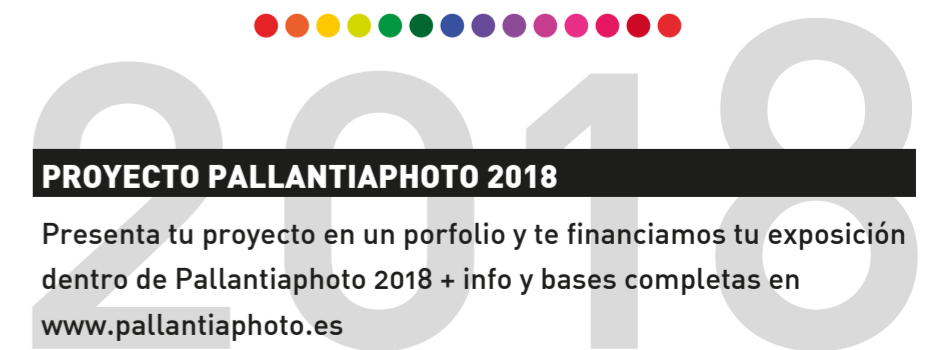 2018
PROYECTO PALLANTIAPHOTO 2018
Presenta tu proyecto en un porfolio y te financiamos tu exposición
dentro de Pallantiaphoto 2018 + info y bases completas en
www.pallantiaphoto.es